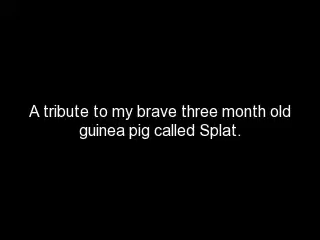 A tribute to my brave three month old
guinea pig called Splat.